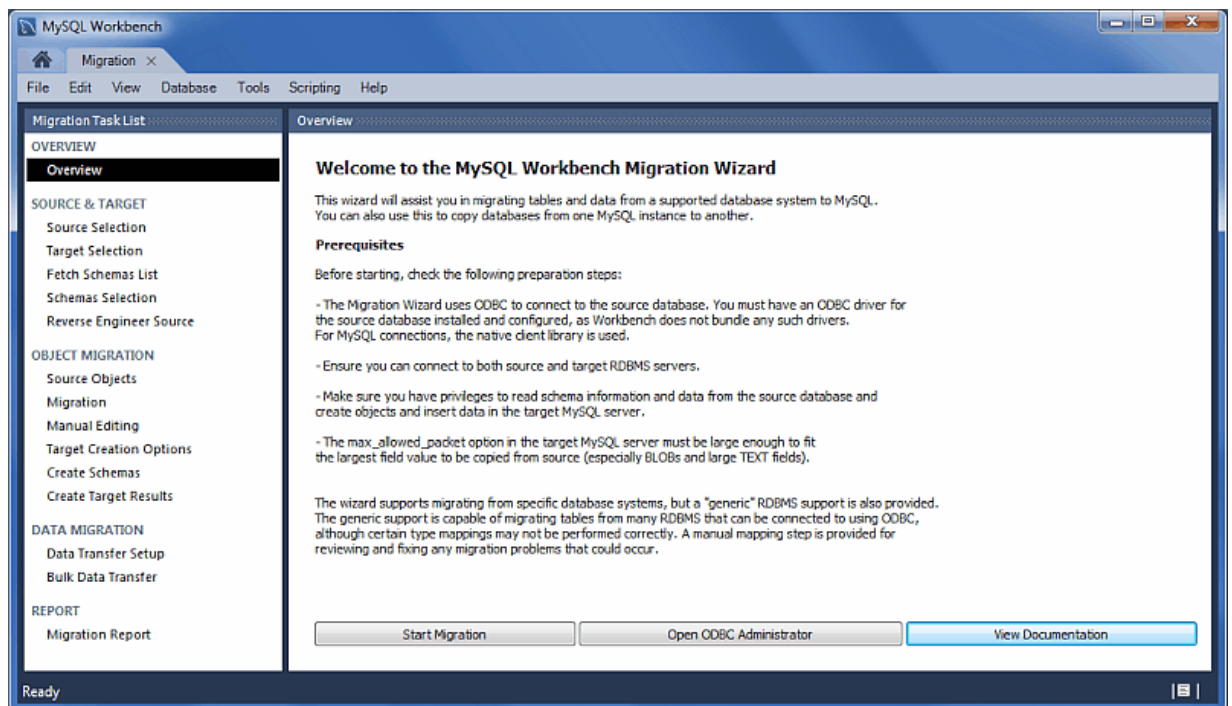 MySQL Workbench
Migration
File Edit View Database Tools Scripting Help
Migration Task List
OVERVIEW
Overview
SOURCE & TARGET
Source Selection
Target Selection
Fetch Schemas List
Schemas Selection
Reverse Engineer Source
OBJECT MIGRATION
Source Objects
Migration
Manual Editing
Target Creation Options
Create Schemas
Create Target Results
DATA MIGRATION
Data Transfer Setup
Bulk Data Transfer
REPORT
Migration Report
Overview
Welcome to the MySQL Workbench Migration Wizard
This wizard will assist you in migrating tables and data from a supported database system to MySQL.
You can also use this to copy databases from one MySQL instance to another.
Prerequisites
Before starting, check the following preparation steps:
- The Migration Wizard uses ODBC to connect to the source database. You must have an ODBC driver for
the source database installed and configured, as Workbench does not bundle any such drivers.
For MySQL connections, the native client library is used.
- Ensure you can connect to both source and target RDBMS servers.
- Make sure you have privileges to read schema information and data from the source database and
create objects and insert data in the target MySQL server.
- The max_allowed_packet option in the target MySQL server must be large enough to fit
the largest field value to be copied from source (especially BLOBs and large TEXT fields).
The wizard supports migrating from specific database systems, but a "generic" RDBMS support is also provided.
The generic support is capable of migrating tables from many RDBMS that can be connected to using ODBC,
although certain type mappings may not be performed correctly. A manual mapping step is provided for
reviewing and fixing any migration problems that could occur.
Start Migration Open ODBC Administrator View Documentation
Ready